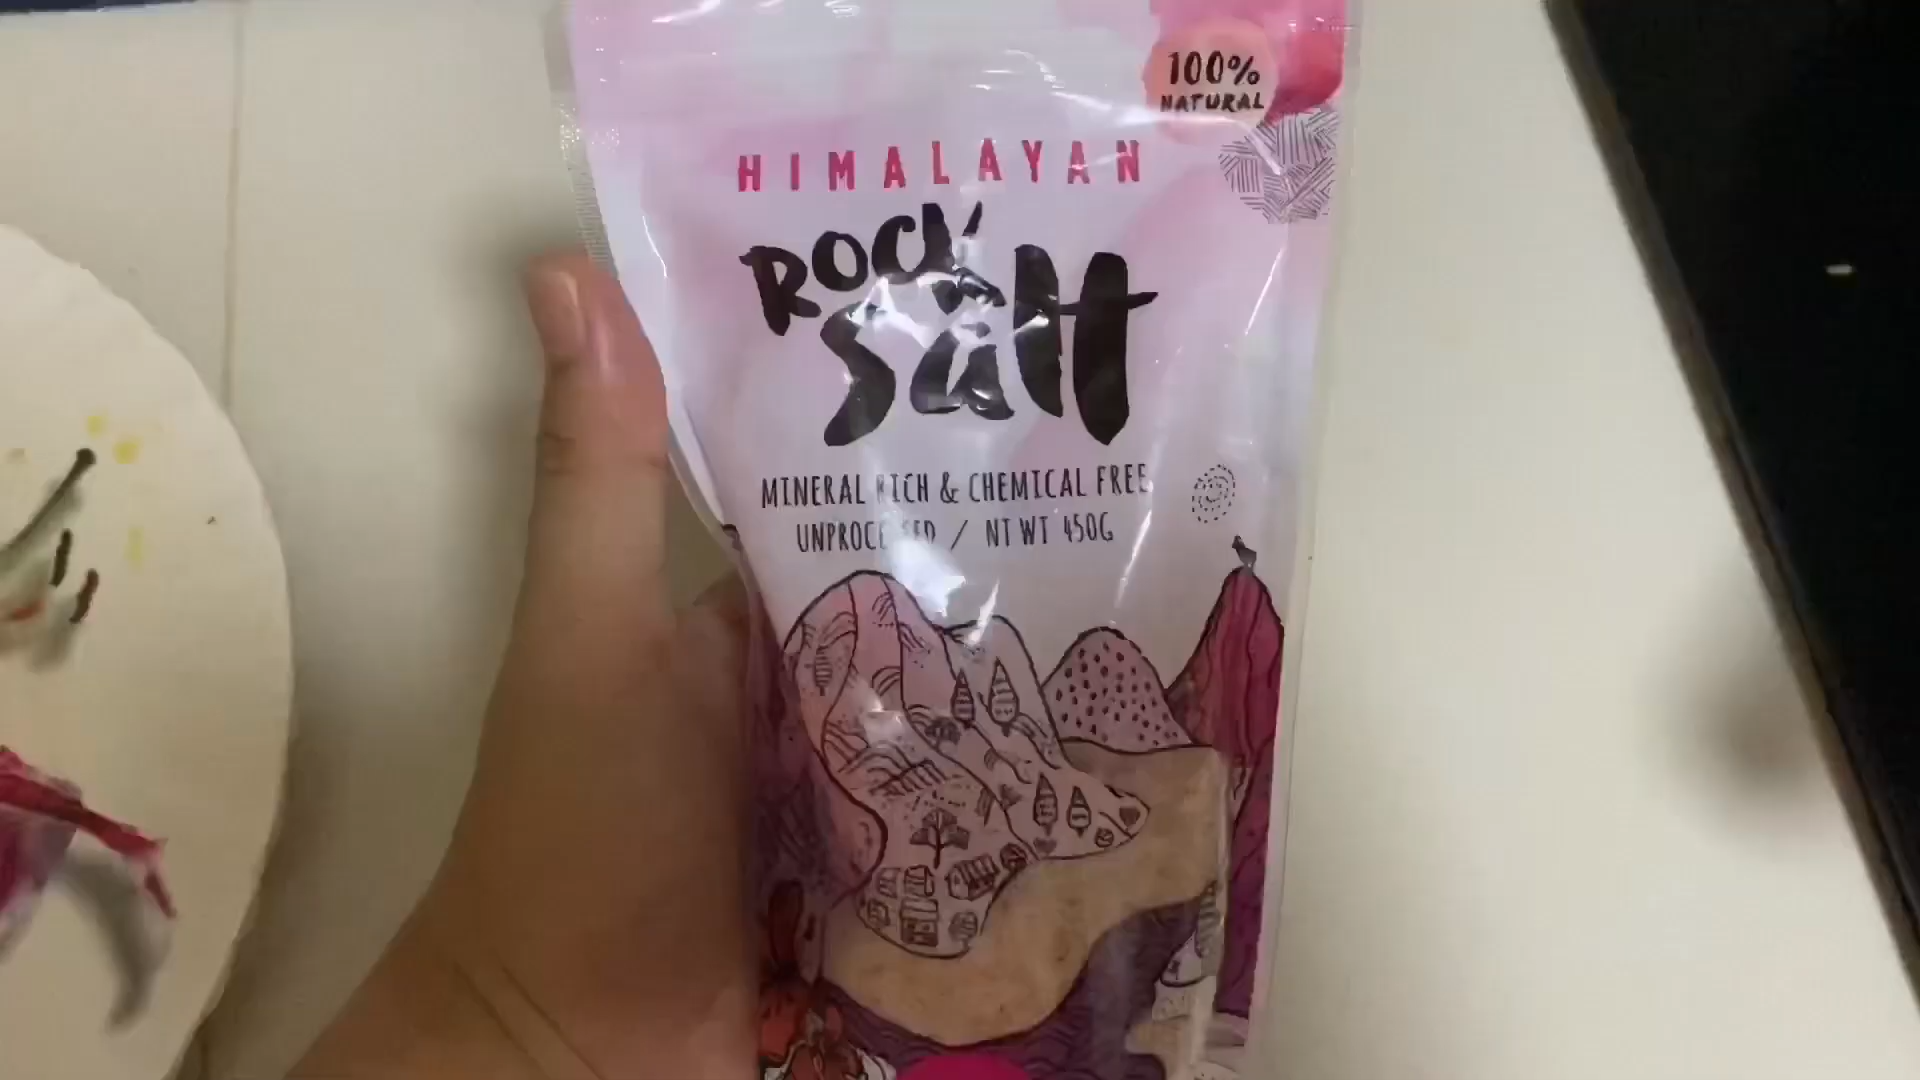 100%
NATURAL
HIMALAYAN
ROCK
Salt
MINERAL RICH & CHEMICAL FREE
UNPROCESSED / NT WT 450G